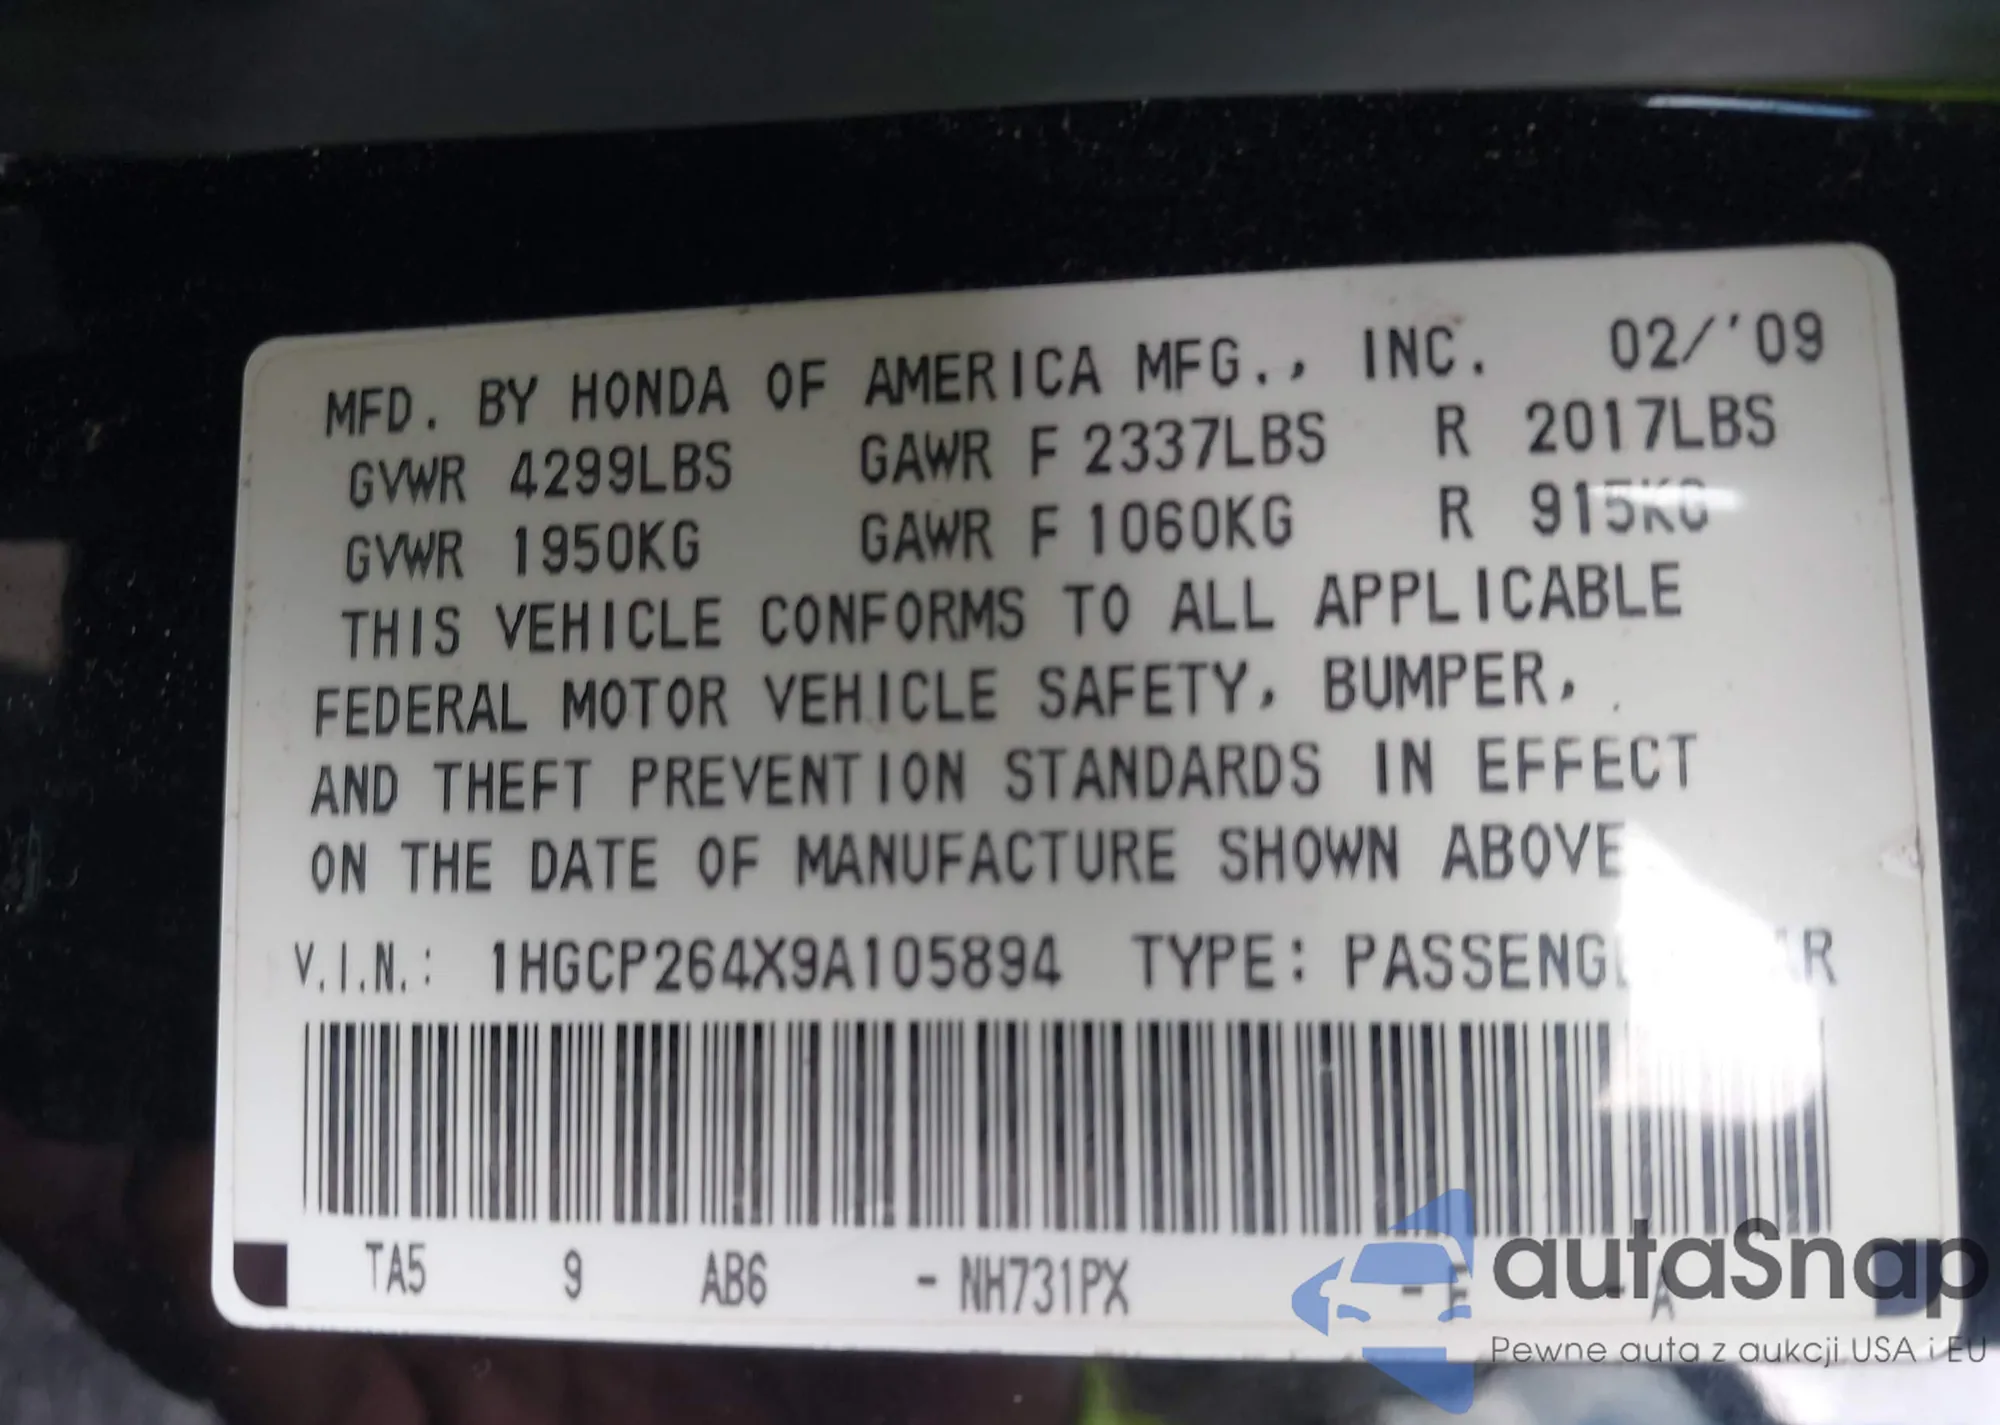 MFD. BY HONDA OF AMERICA MFG., INC. 02/'09
GVWR 4299LBS GAWR F 2337LBS R 2017LBS
GVWR 1950KG GAWR F 1060KG R 915KG
THIS VEHICLE CONFORMS TO ALL APPLICABLE
FEDERAL MOTOR VEHICLE SAFETY, BUMPER,
AND THEFT PREVENTION STANDARDS IN EFFECT
ON THE DATE OF MANUFACTURE SHOWN ABOVE
V.I.N.: 1HGCP264X9A105894 TYPE:
TA5 9 AB6 - NH731PX - - A
autaSnap
Pewne auta z aukcji USA i EU